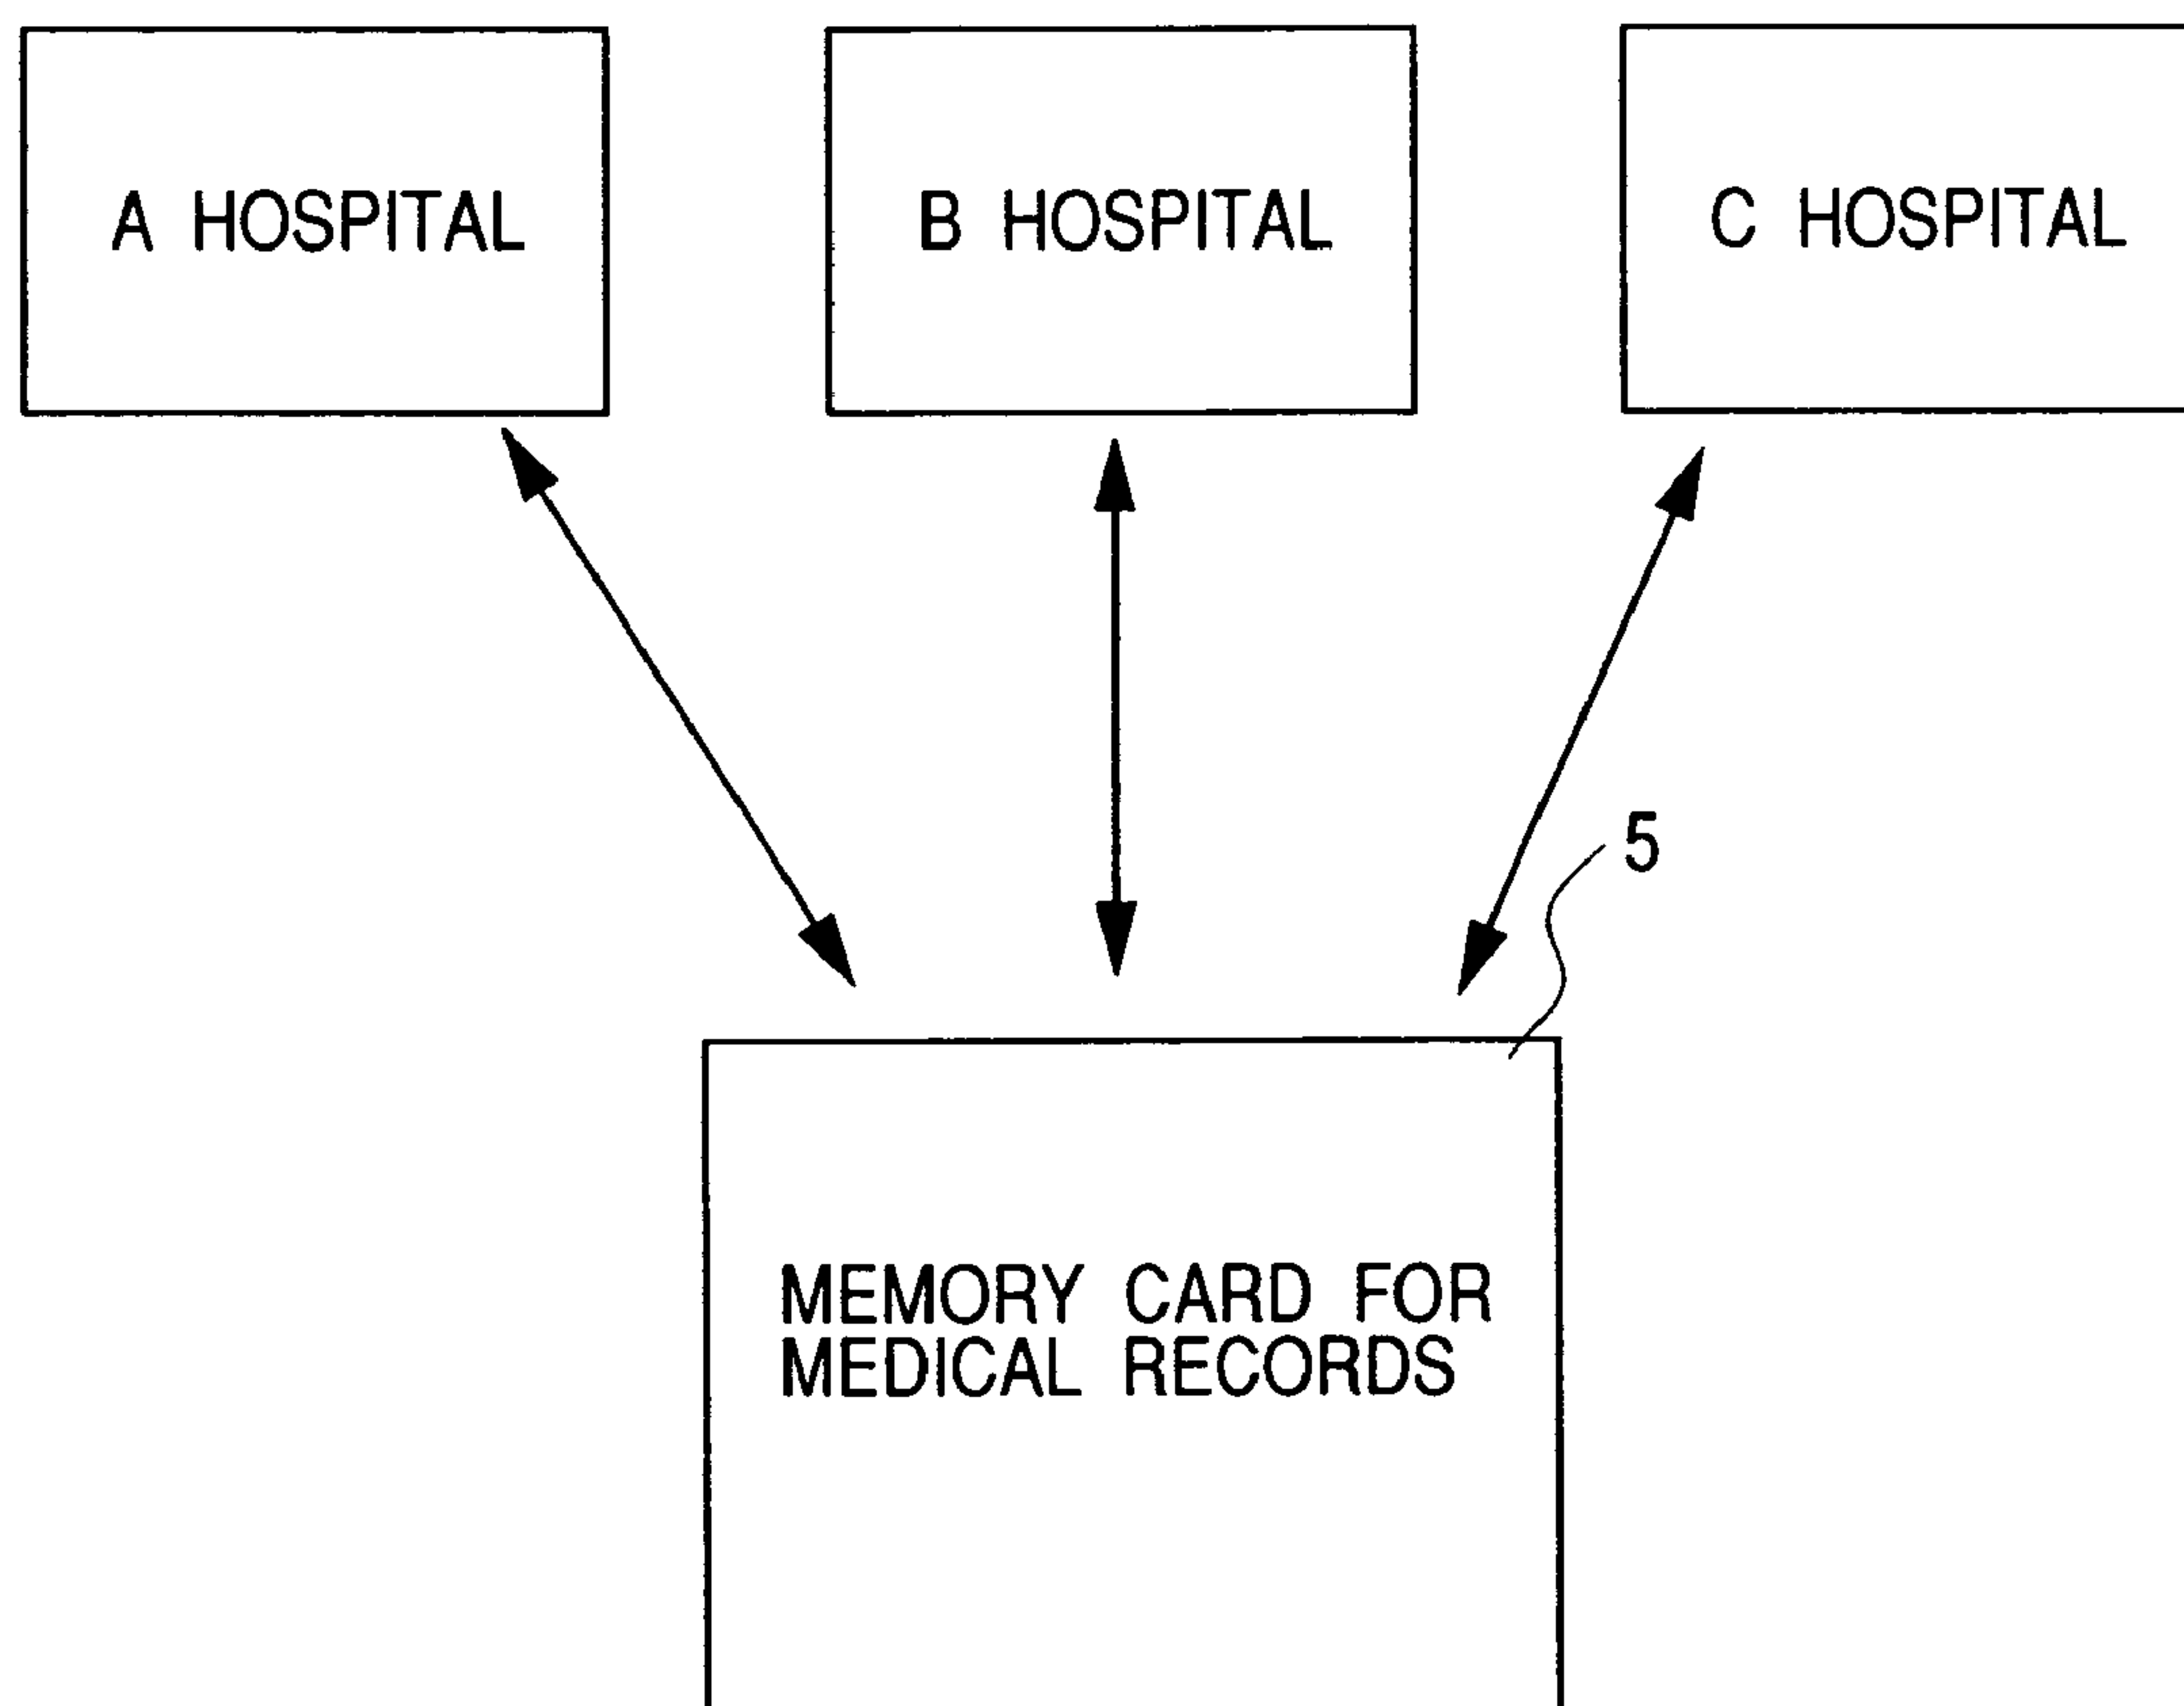 A HOSPITAL
B HOSPITAL
C HOSPITAL
5
MEMORY CARD FOR
MEDICAL RECORDS